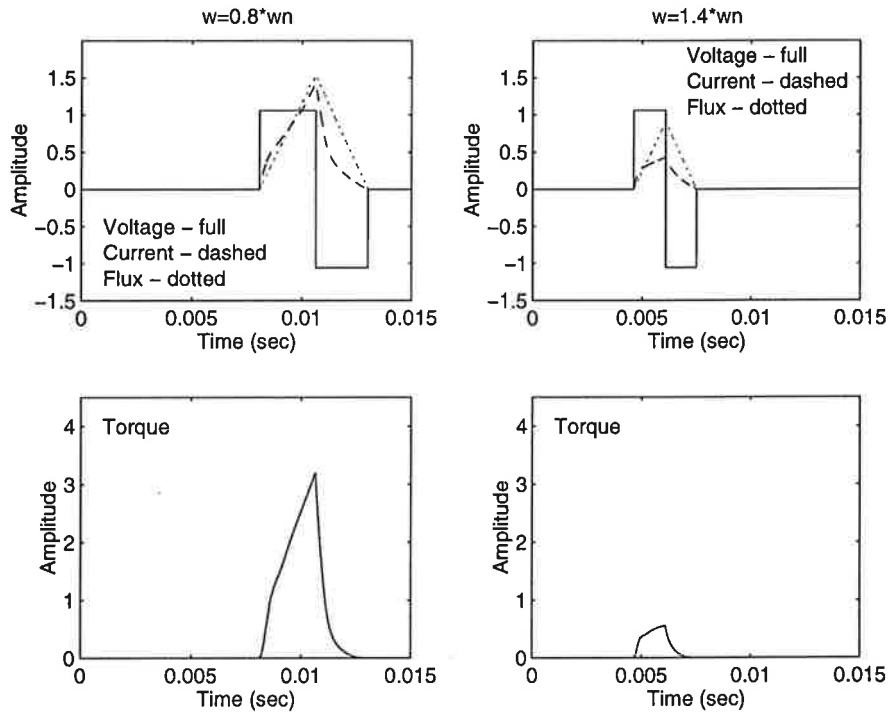 w=0.8*wn
w=1.4*wn
Amplitude
1.5
1
0.5
0
−0.5
−1
−1.5
Voltage − full
Current − dashed
Flux − dotted
0
0.005
0.01
0.015
Time (sec)
Amplitude
1.5
1
0.5
0
−0.5
−1
−1.5
Voltage − full
Current − dashed
Flux − dotted
0
0.005
0.01
0.015
Time (sec)
Amplitude
4
3
2
1
0
Torque
0
0.005
0.01
0.015
Time (sec)
Amplitude
4
3
2
1
0
Torque
0
0.005
0.01
0.015
Time (sec)